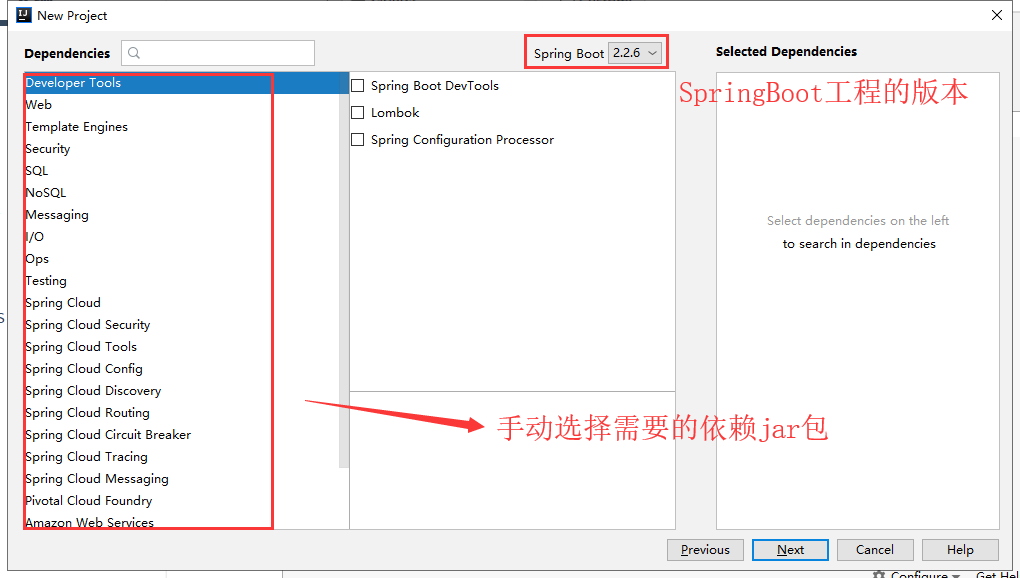 New Project
Dependencies
Spring Boot 2.2.6
Selected Dependencies
SpringBoot工程的版本
Developer Tools
Web
Template Engines
Security
SQL
NoSQL
Messaging
I/O
Ops
Testing
Spring Cloud
Spring Cloud Security
Spring Cloud Tools
Spring Cloud Config
Spring Cloud Discovery
Spring Cloud Routing
Spring Cloud Circuit Breaker
Spring Cloud Tracing
Spring Cloud Messaging
Pivotal Cloud Foundry
Amazon Web Services
Spring Boot DevTools
Lombok
Spring Configuration Processor
手动选择需要的依赖jar包
Select dependencies on the left
to search in dependencies
Previous
Next
Cancel
Help
Configure
Get Hel